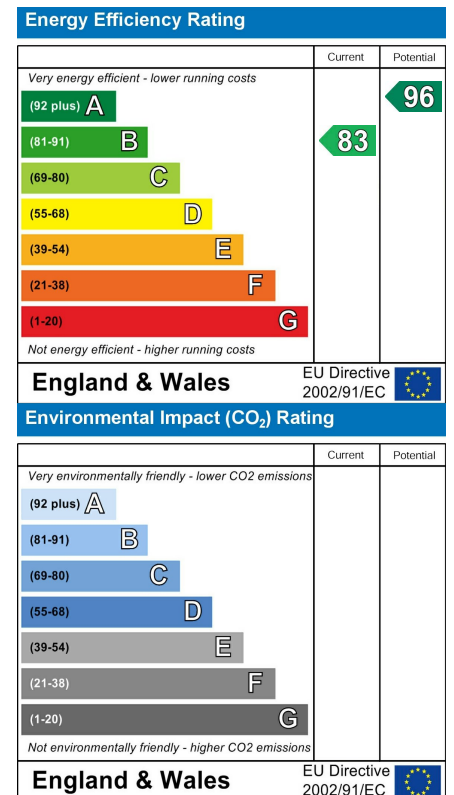 Energy Efficiency Rating
Current Potential
Very energy efficient - lower running costs
(92 plus) A
96
(81-91) B
83
(69-80) C
(55-68) D
(39-54) E
(21-38) F
(1-20) G
Not energy efficient - higher running costs
England & Wales
EU Directive
2002/91/EC
Environmental Impact (CO₂) Rating
Current Potential
Very environmentally friendly - lower CO2 emissions
(92 plus) A
(81-91) B
(69-80) C
(55-68) D
(39-54) E
(21-38) F
(1-20) G
Not environmentally friendly - higher CO2 emissions
England & Wales
EU Directive
2002/91/EC